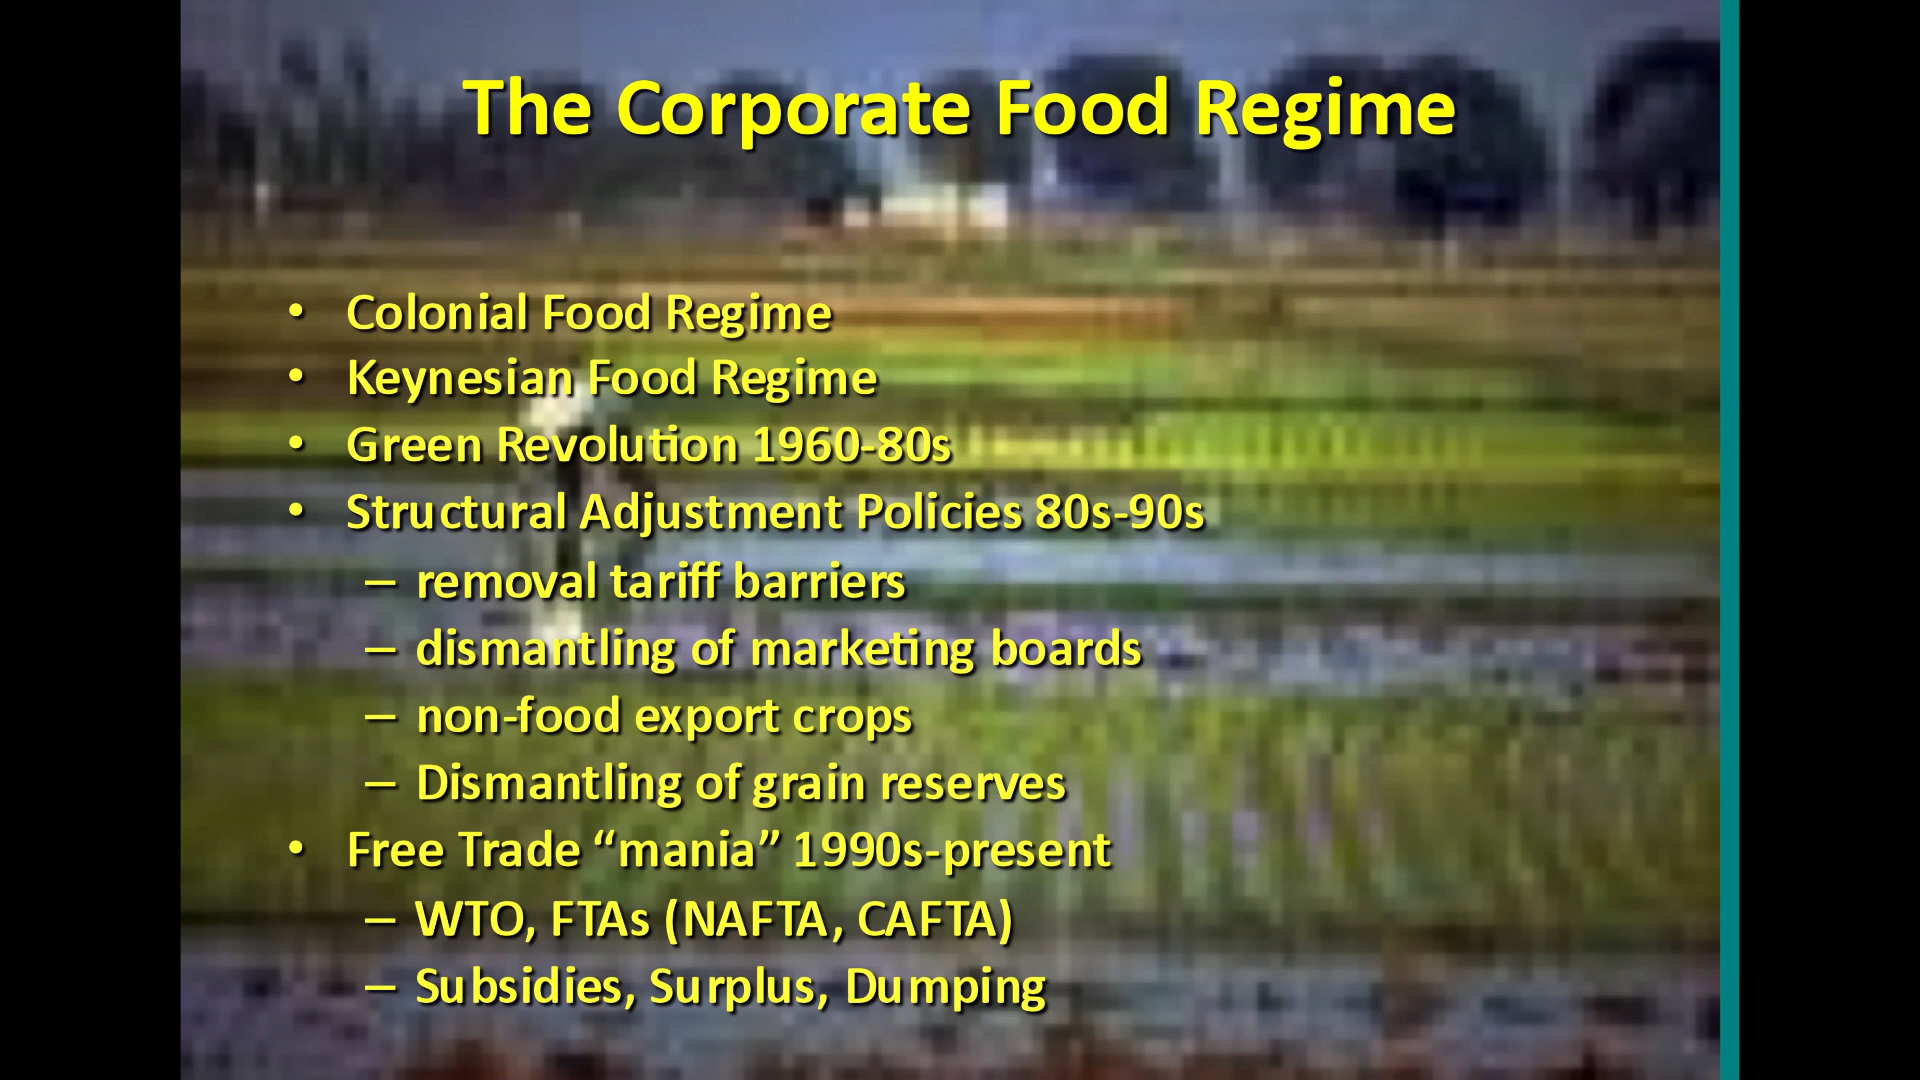 The Corporate Food Regime
• Colonial Food Regime
• Keynesian Food Regime
• Green Revolution 1960-80s
• Structural Adjustment Policies 80s-90s
– removal tariff barriers
– dismantling of marketing boards
– non-food export crops
– Dismantling of grain reserves
• Free Trade “mania” 1990s-present
– WTO, FTAs (NAFTA, CAFTA)
– Subsidies, Surplus, Dumping